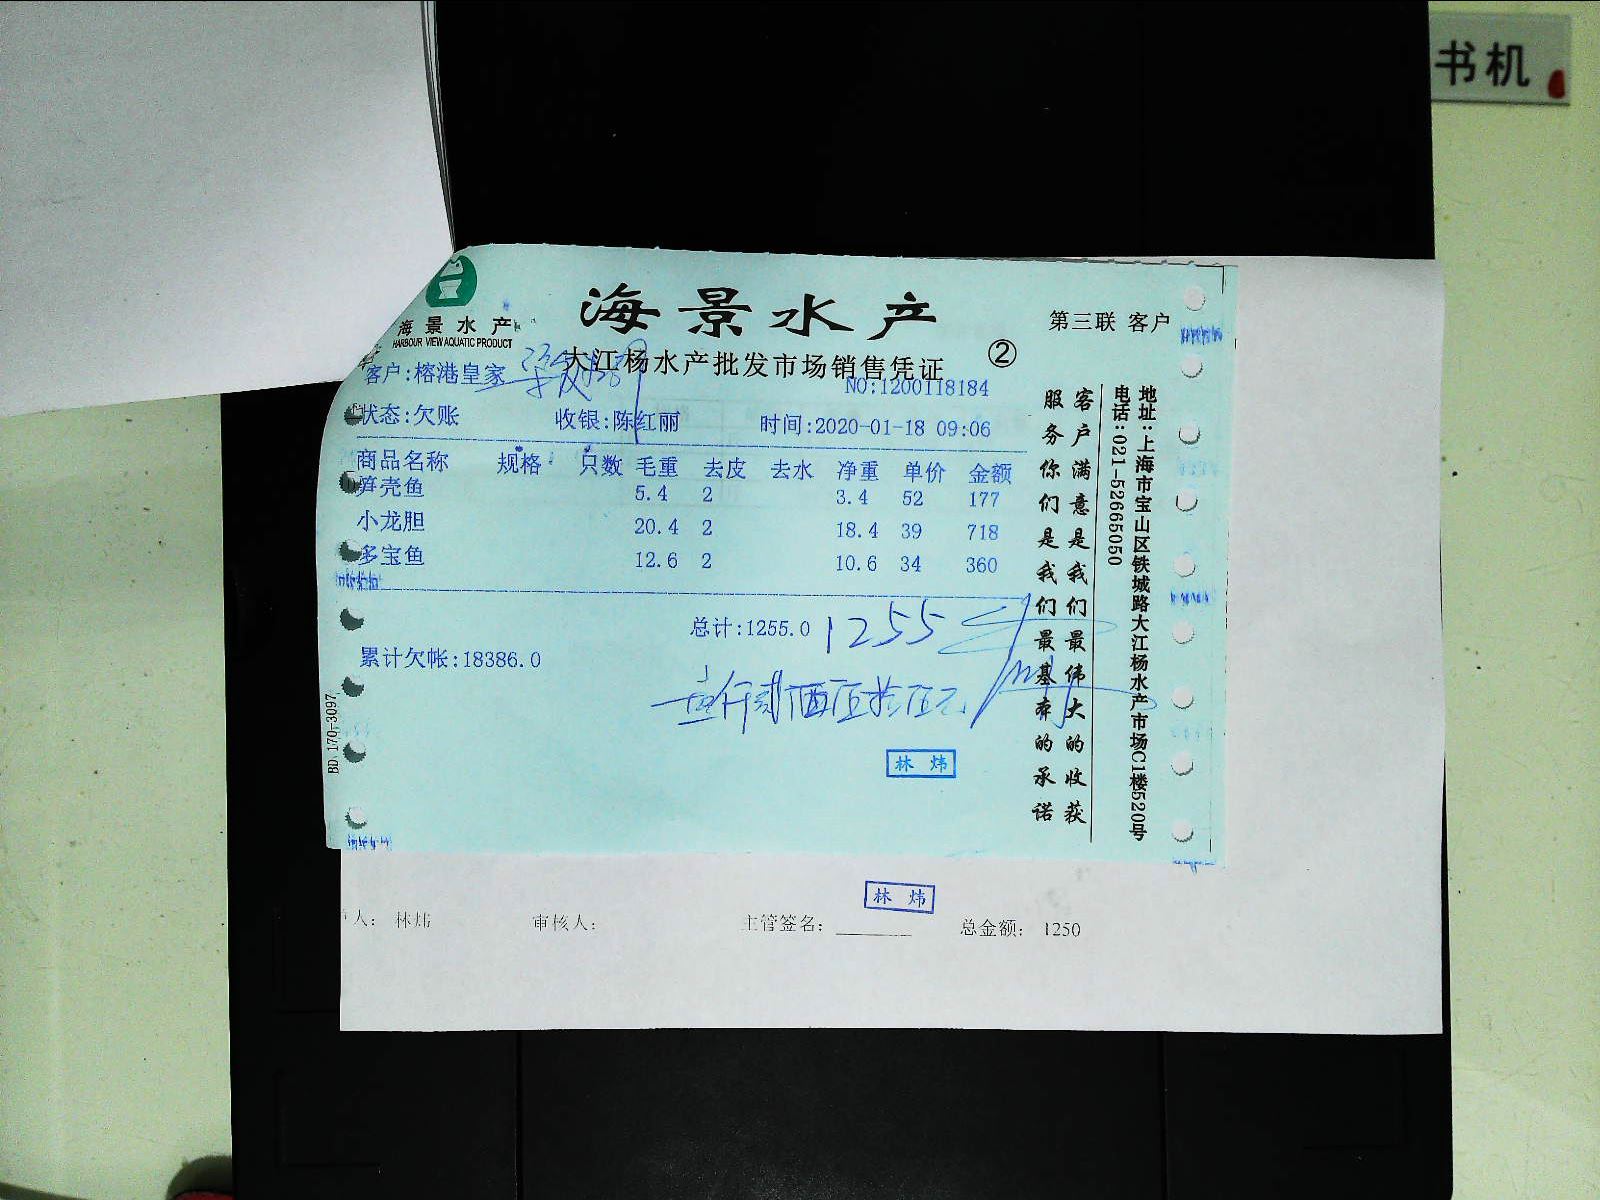 书机
海景水产
HARBOUR VIEW AQUATIC PRODUCT
海景水产
第三联 客户
大江杨水产批发市场销售凭证 ②
客户:榕港皇家
NO:1200118184
状态:欠账 收银:陈红丽 时间:2020-01-18 09:06
商品名称 规格 只数 毛重 去皮 去水 净重 单价 金额
笋壳鱼 5.4 2 3.4 52 177
小龙胆 20.4 2 18.4 39 718
多宝鱼 12.6 2 10.6 34 360
总计:1255.0 1255
累计欠帐:18386.0
壹仟贰佰伍拾伍元
林 炜
客户满意是我们最伟大的收获
服务你们是我们最基本的承诺
地址:上海市宝山区铁城路大江杨水产市场C1楼520号
电话:021-52665050
BD 170-3097
林 炜
人: 林炜 审核人: 主管签名: 总金额: 1250